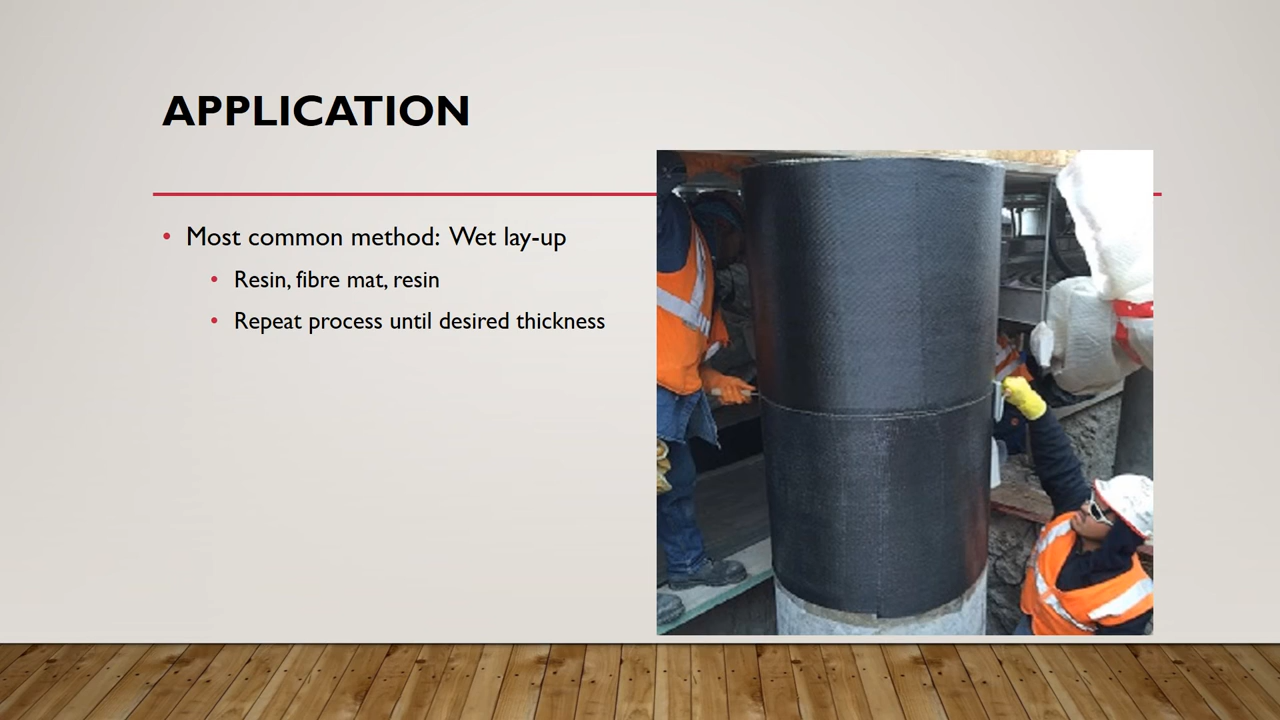 APPLICATION
Most common method: Wet lay-up
Resin, fibre mat, resin
Repeat process until desired thickness